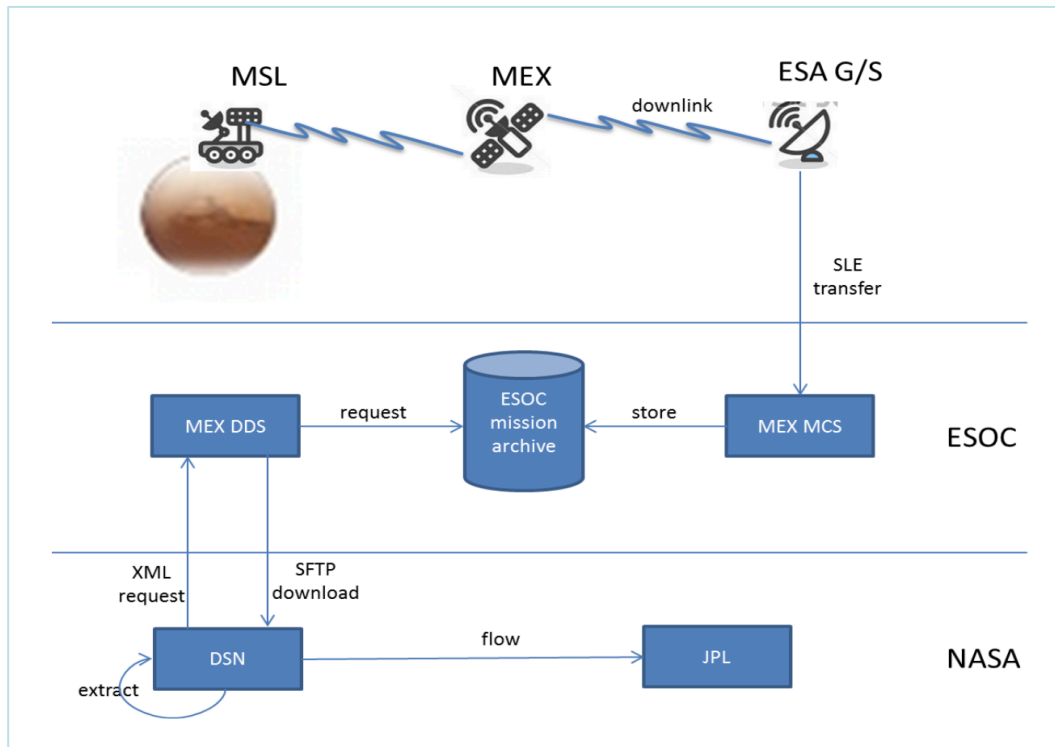 MSL
MEX
ESA G/S
downlink
SLE
transfer
MEX DDS
request
ESOC
mission
archive
store
MEX MCS
ESOC
XML
request
SFTP
download
DSN
flow
JPL
NASA
extract